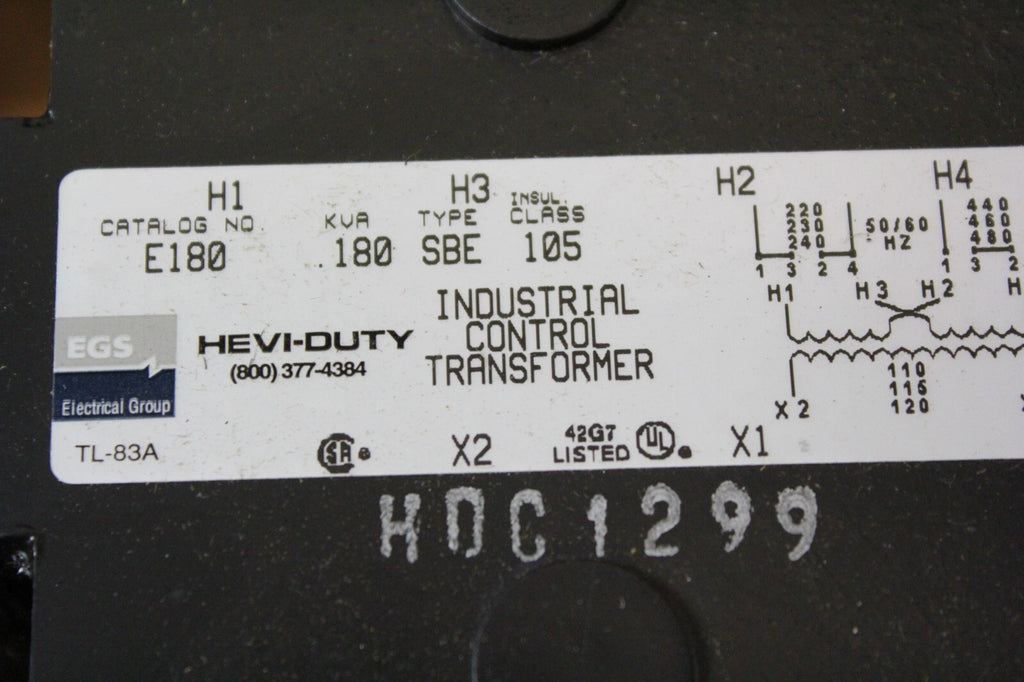 H1 H3 H2 H4
CATALOG NO. KVA TYPE INSUL. CLASS
E180 .180 SBE 105
220
230
240
50/60
HZ
440
460
480
1 3 2 4
1 3 2
H1 H3 H2 H
INDUSTRIAL
CONTROL
TRANSFORMER
EGS
Electrical Group
HEVI-DUTY
(800) 377-4384
110
115
120
X2
TL-83A
SA ®
X2
42G7
LISTED UL
X1
HDC1299